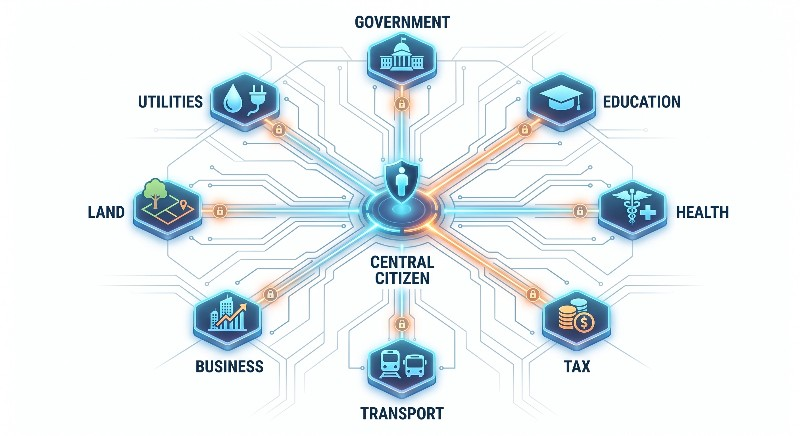 GOVERNMENT
UTILITIES
EDUCATION
LAND
HEALTH
CENTRAL
CITIZEN
BUSINESS
TAX
TRANSPORT
$